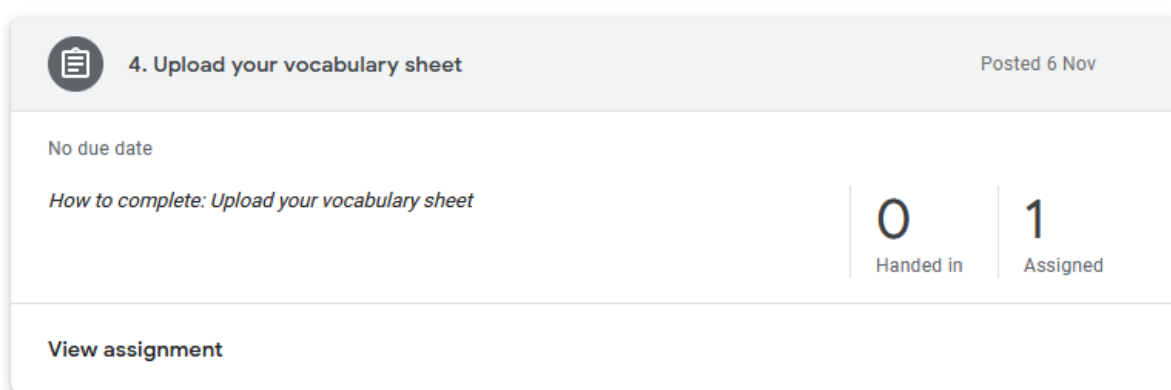 4. Upload your vocabulary sheet
Posted 6 Nov
No due date
How to complete: Upload your vocabulary sheet
0
Handed in
1
Assigned
View assignment